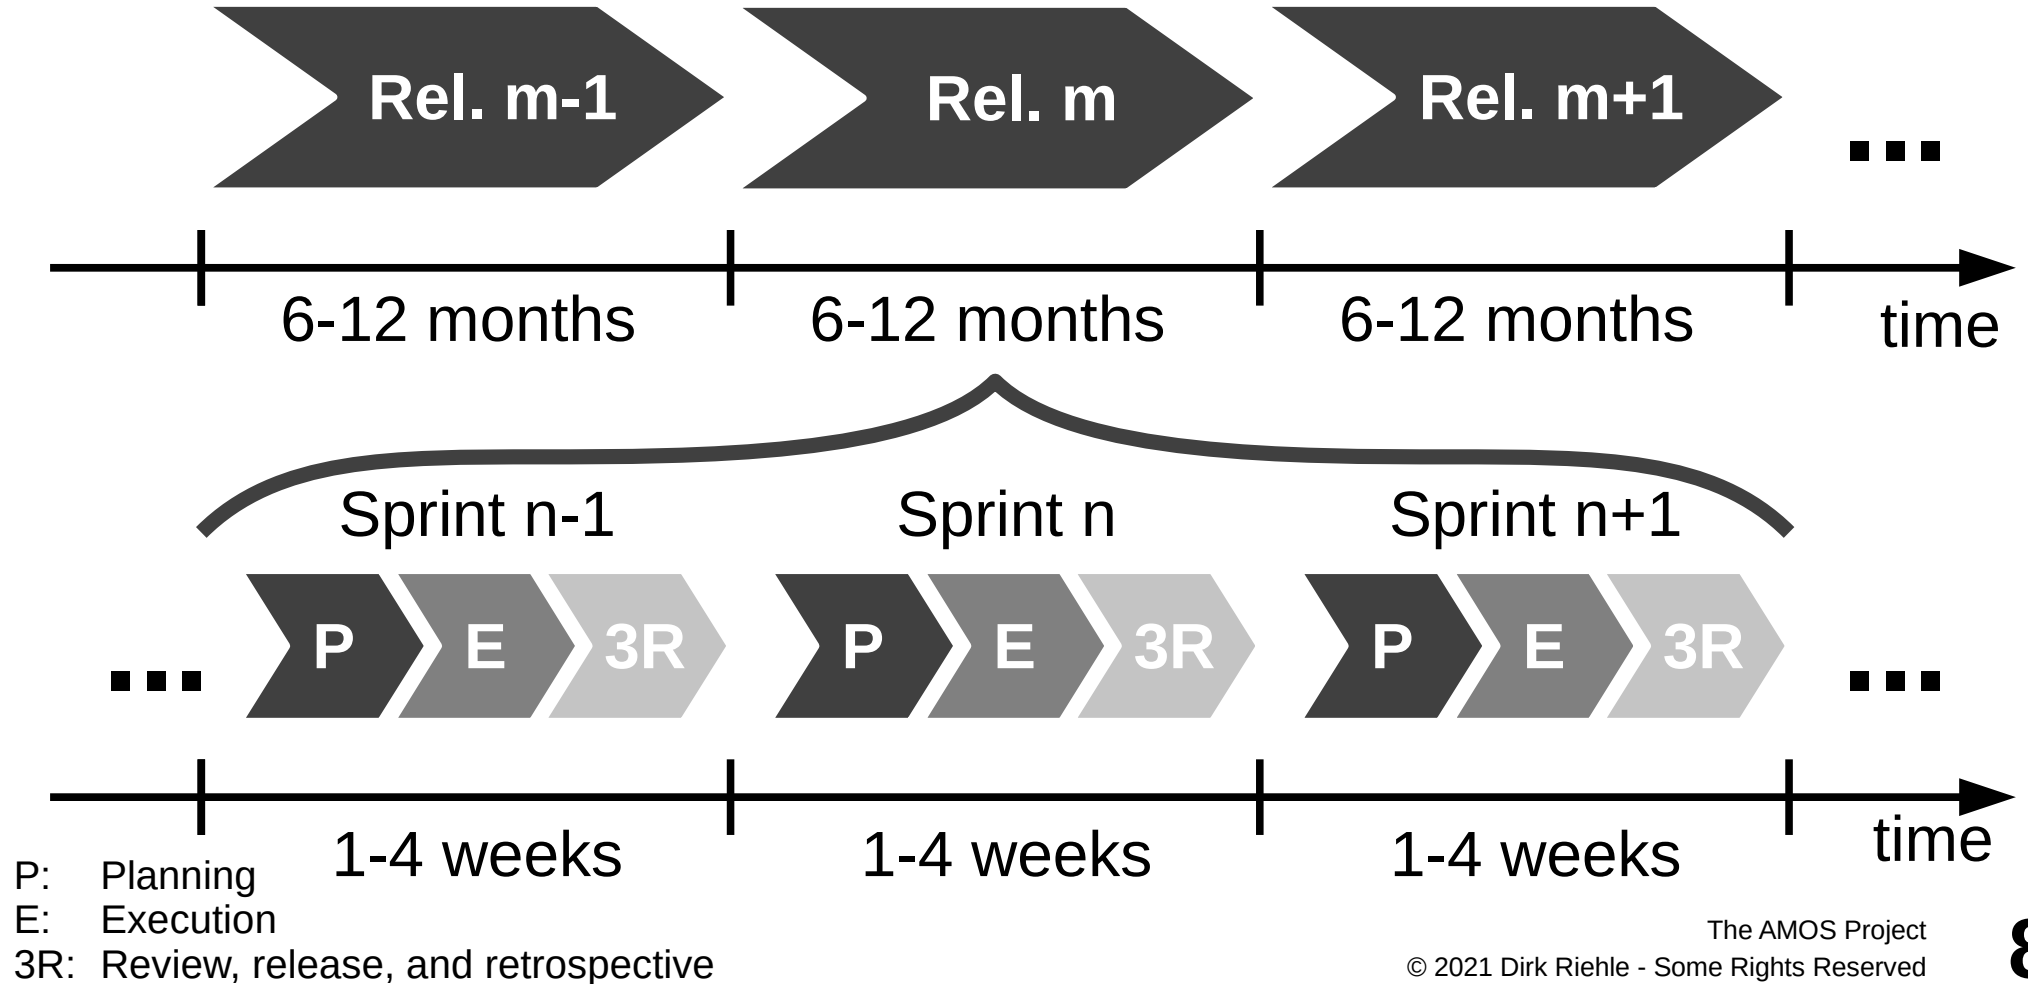 Rel. m-1 Rel. m Rel. m+1
...
6-12 months 6-12 months 6-12 months time
Sprint n-1 Sprint n Sprint n+1
P E 3R P E 3R P E 3R
... ...
1-4 weeks 1-4 weeks 1-4 weeks time
P: Planning
E: Execution
3R: Review, release, and retrospective
The AMOS Project
© 2021 Dirk Riehle - Some Rights Reserved